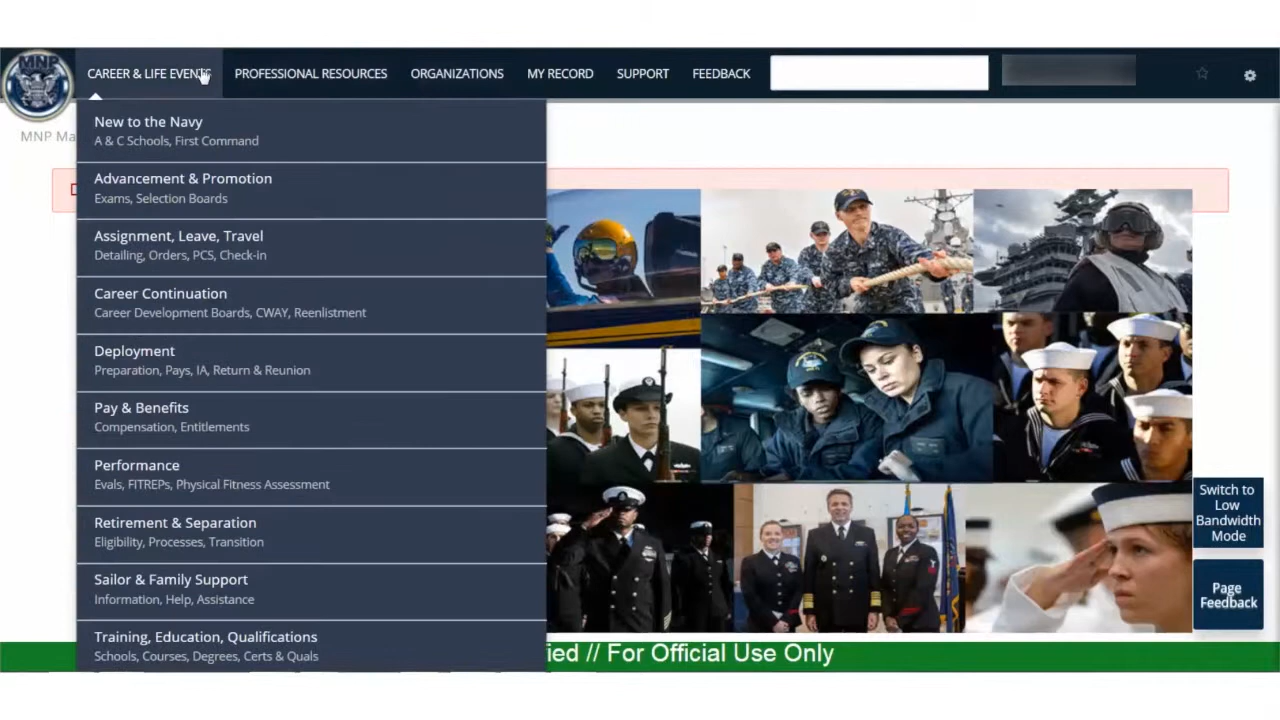 MNP
CAREER & LIFE EVENTS
PROFESSIONAL RESOURCES
ORGANIZATIONS
MY RECORD
SUPPORT
FEEDBACK
MNP Ma
New to the Navy
A & C Schools, First Command
Advancement & Promotion
Exams, Selection Boards
Assignment, Leave, Travel
Detailing, Orders, PCS, Check-in
Career Continuation
Career Development Boards, CWAY, Reenlistment
Deployment
Preparation, Pays, IA, Return & Reunion
Pay & Benefits
Compensation, Entitlements
Performance
Evals, FITREPs, Physical Fitness Assessment
Retirement & Separation
Eligibility, Processes, Transition
Sailor & Family Support
Information, Help, Assistance
Training, Education, Qualifications
Schools, Courses, Degrees, Certs & Quals
Switch to
Low
Bandwidth
Mode
Page
Feedback
ied // For Official Use Only